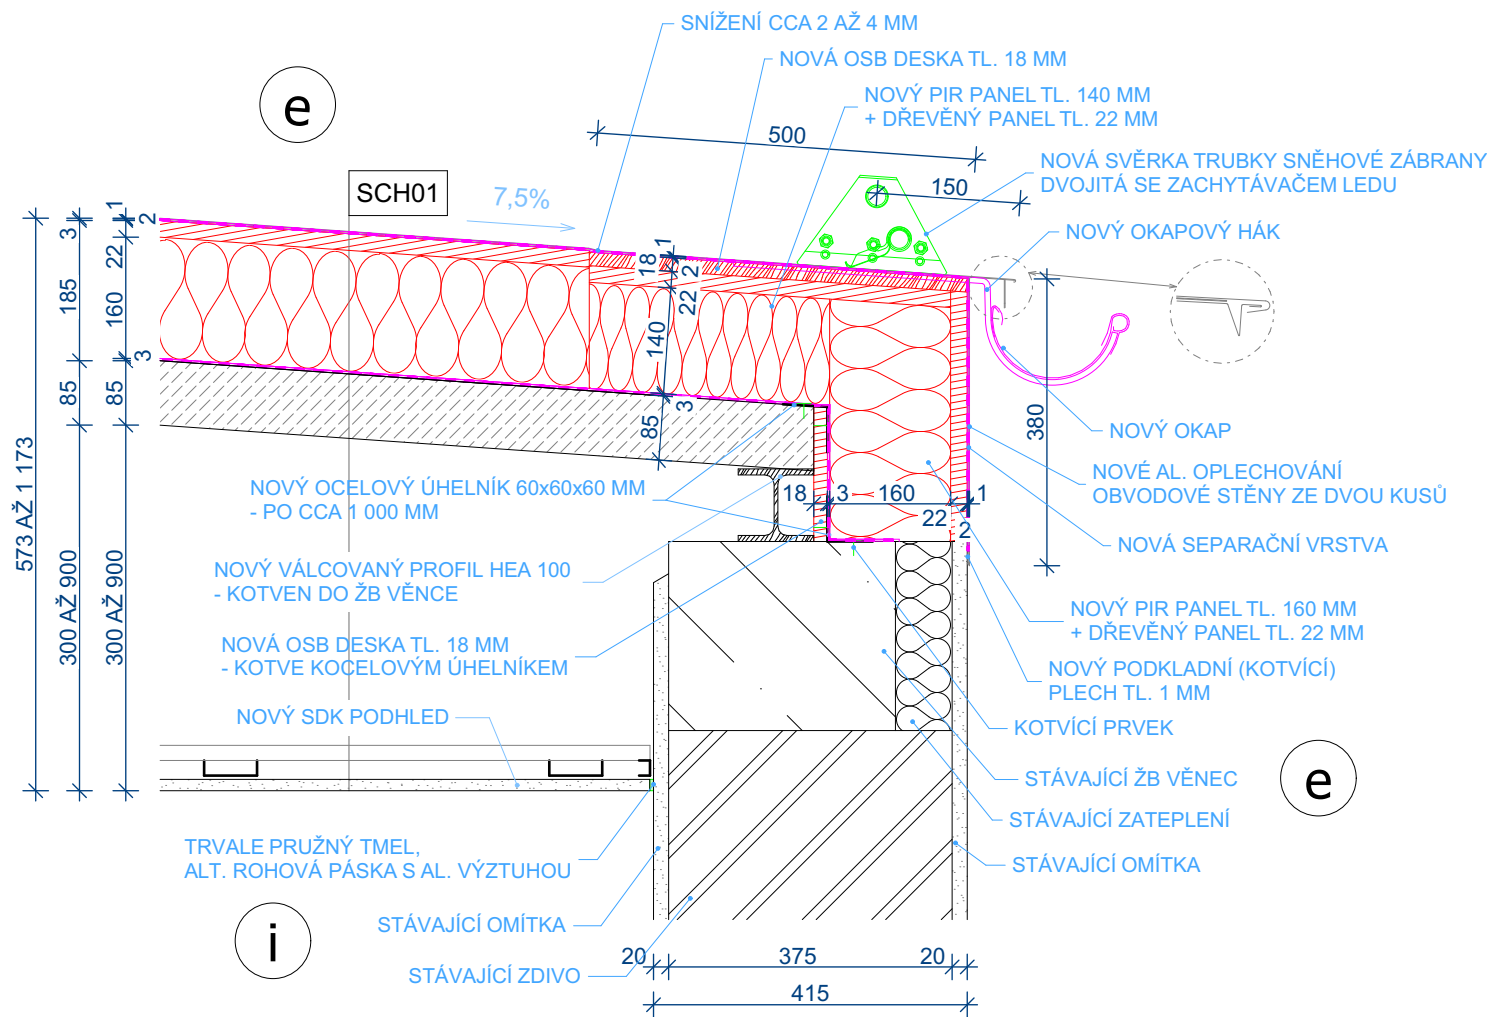 SNÍŽENÍ CCA 2 AŽ 4 MM
NOVÁ OSB DESKA TL. 18 MM
NOVÝ PIR PANEL TL. 140 MM
+ DŘEVĚNÝ PANEL TL. 22 MM
e
500
NOVÁ SVĚRKA TRUBKY SNĚHOVÉ ZÁBRANY
DVOJITÁ SE ZACHYTÁVAČEM LEDU
150
SCH01
7,5%
NOVÝ OKAPOVÝ HÁK
1
2
3
22
185
160
3
85
85
573 AŽ 1 173
300 AŽ 900
300 AŽ 900
1
18
2
22
140
3
85
380
NOVÝ OKAP
NOVÉ AL. OPLECHOVÁNÍ
OBVODOVÉ STĚNY ZE DVOU KUSŮ
NOVÝ OCELOVÝ ÚHELNÍK 60x60x60 MM
- PO CCA 1 000 MM
18
3
160
22
1
2
NOVÁ SEPARAČNÍ VRSTVA
NOVÝ VÁLCOVANÝ PROFIL HEA 100
- KOTVEN DO ŽB VĚNCE
NOVÝ PIR PANEL TL. 160 MM
+ DŘEVĚNÝ PANEL TL. 22 MM
NOVÁ OSB DESKA TL. 18 MM
- KOTVE KOCELOVÝM ÚHELNÍKEM
NOVÝ PODKLADNÍ (KOTVÍCÍ)
PLECH TL. 1 MM
NOVÝ SDK PODHLED
KOTVÍCÍ PRVEK
STÁVAJÍCÍ ŽB VĚNEC
e
STÁVAJÍCÍ ZATEPLENÍ
TRVALE PRUŽNÝ TMEL,
ALT. ROHOVÁ PÁSKA S AL. VÝZTUHOU
STÁVAJÍCÍ OMÍTKA
i
STÁVAJÍCÍ OMÍTKA
STÁVAJÍCÍ ZDIVO
20
375
20
415